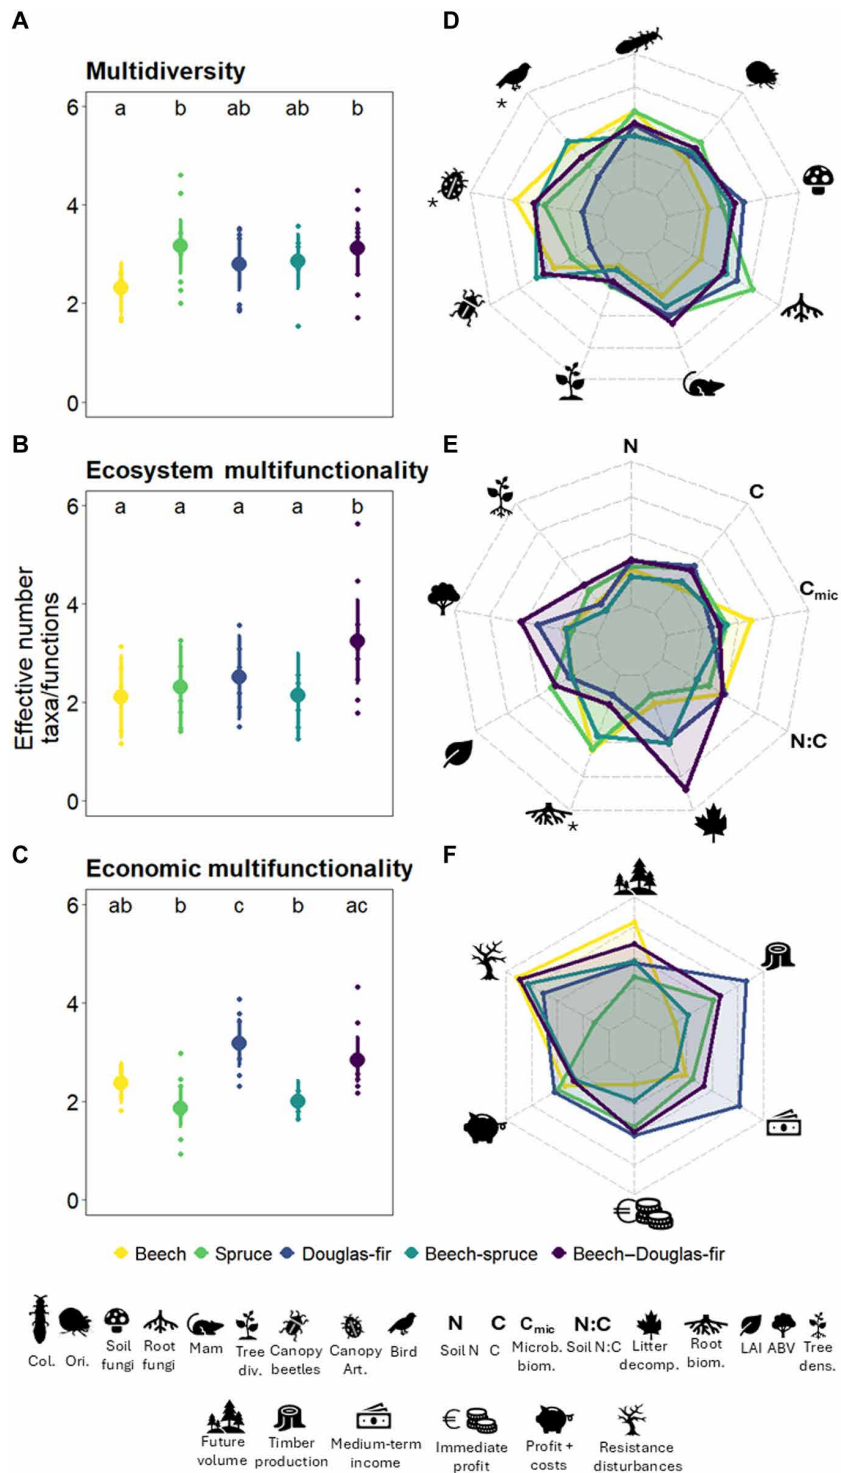 A
Multidiversity
6
4
2
0
a b ab ab b
D
*
*
B
Ecosystem multifunctionality
6
4
2
0
a a a a b
Effective number
taxa/functions
E
N
C
Cmic
N:C
*
C
Economic multifunctionality
6
4
2
0
ab b c b ac
F
€
Beech Spruce Douglas-fir Beech-spruce Beech–Douglas-fir
N C Cmic N:C
Col. Ori. Soil fungi Root fungi Mam Tree div. Canopy beetles Canopy Art. Bird Soil N C Microb. biom. Soil N:C Litter decomp. Root biom. LAI ABV Tree dens.
€
Future volume Timber production Medium-term income Immediate profit Profit + costs Resistance disturbances